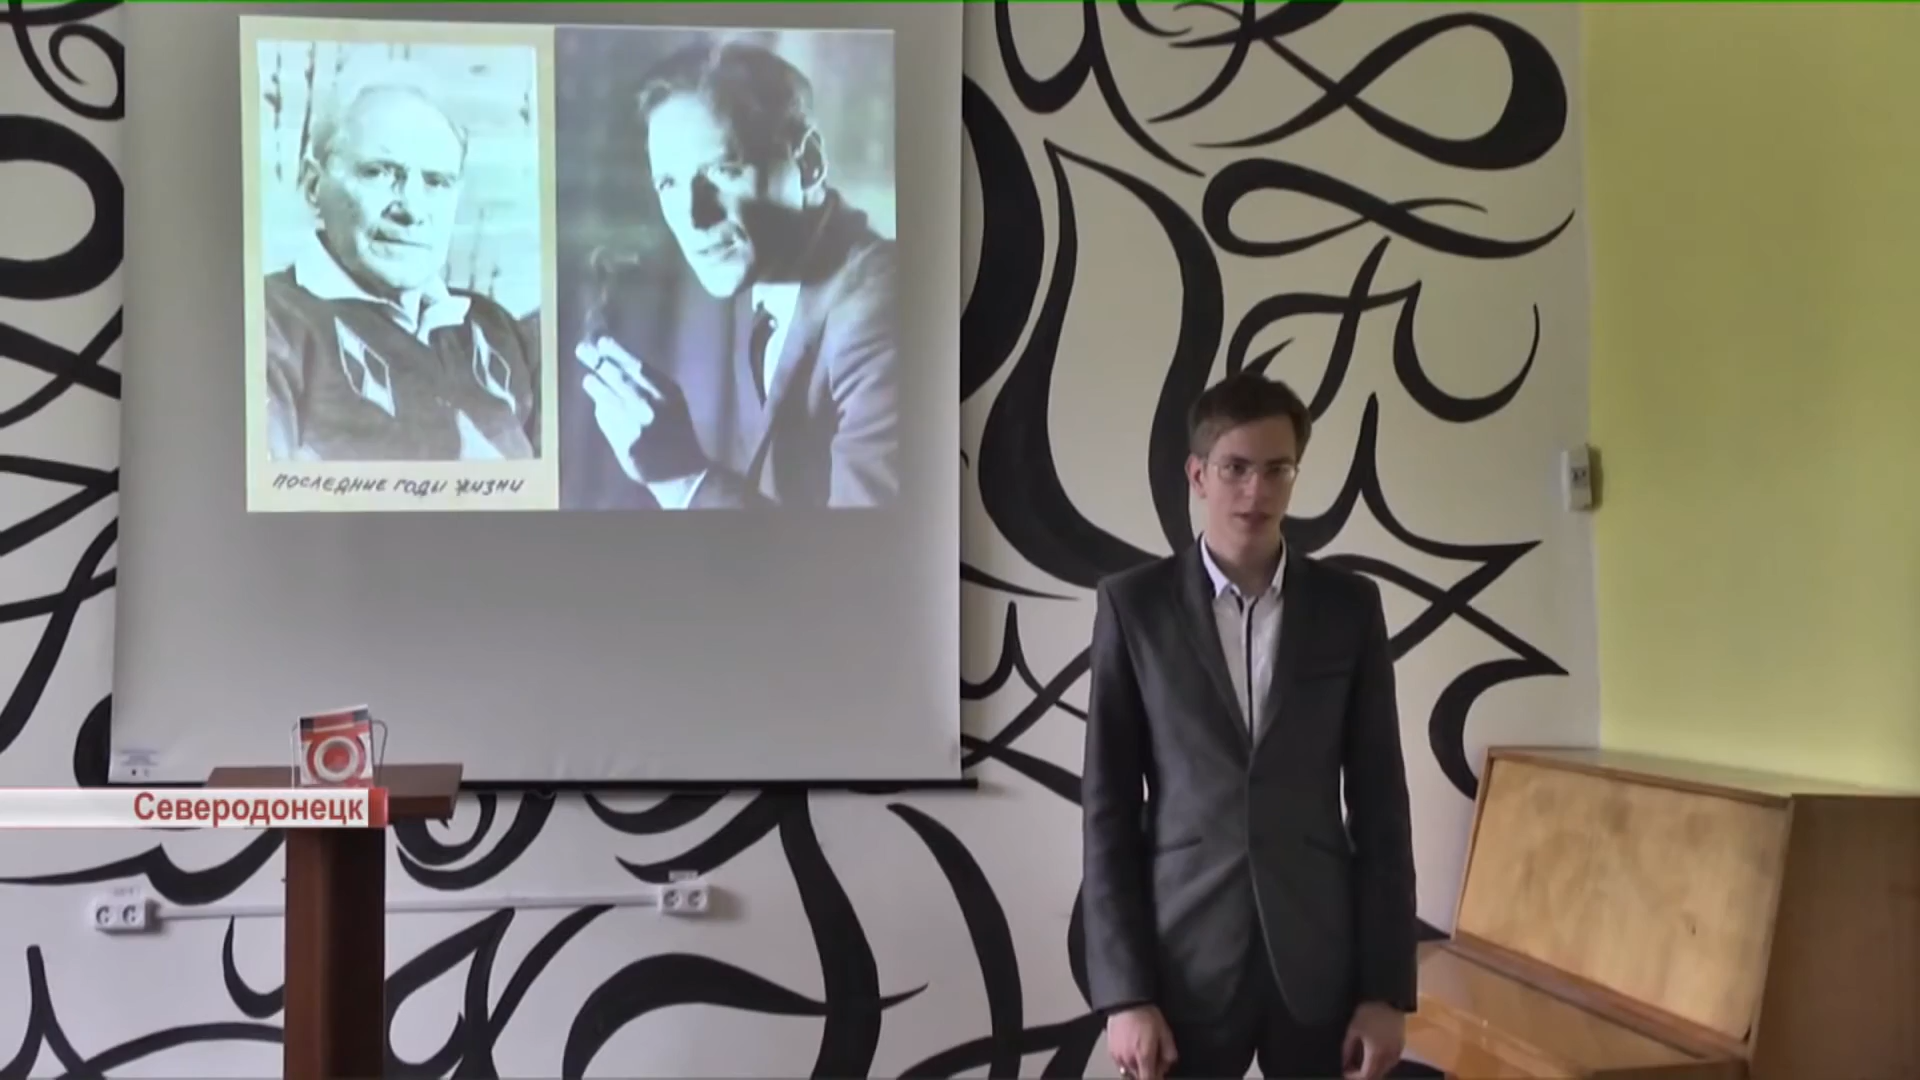 последние годы жизни
Северодонецк